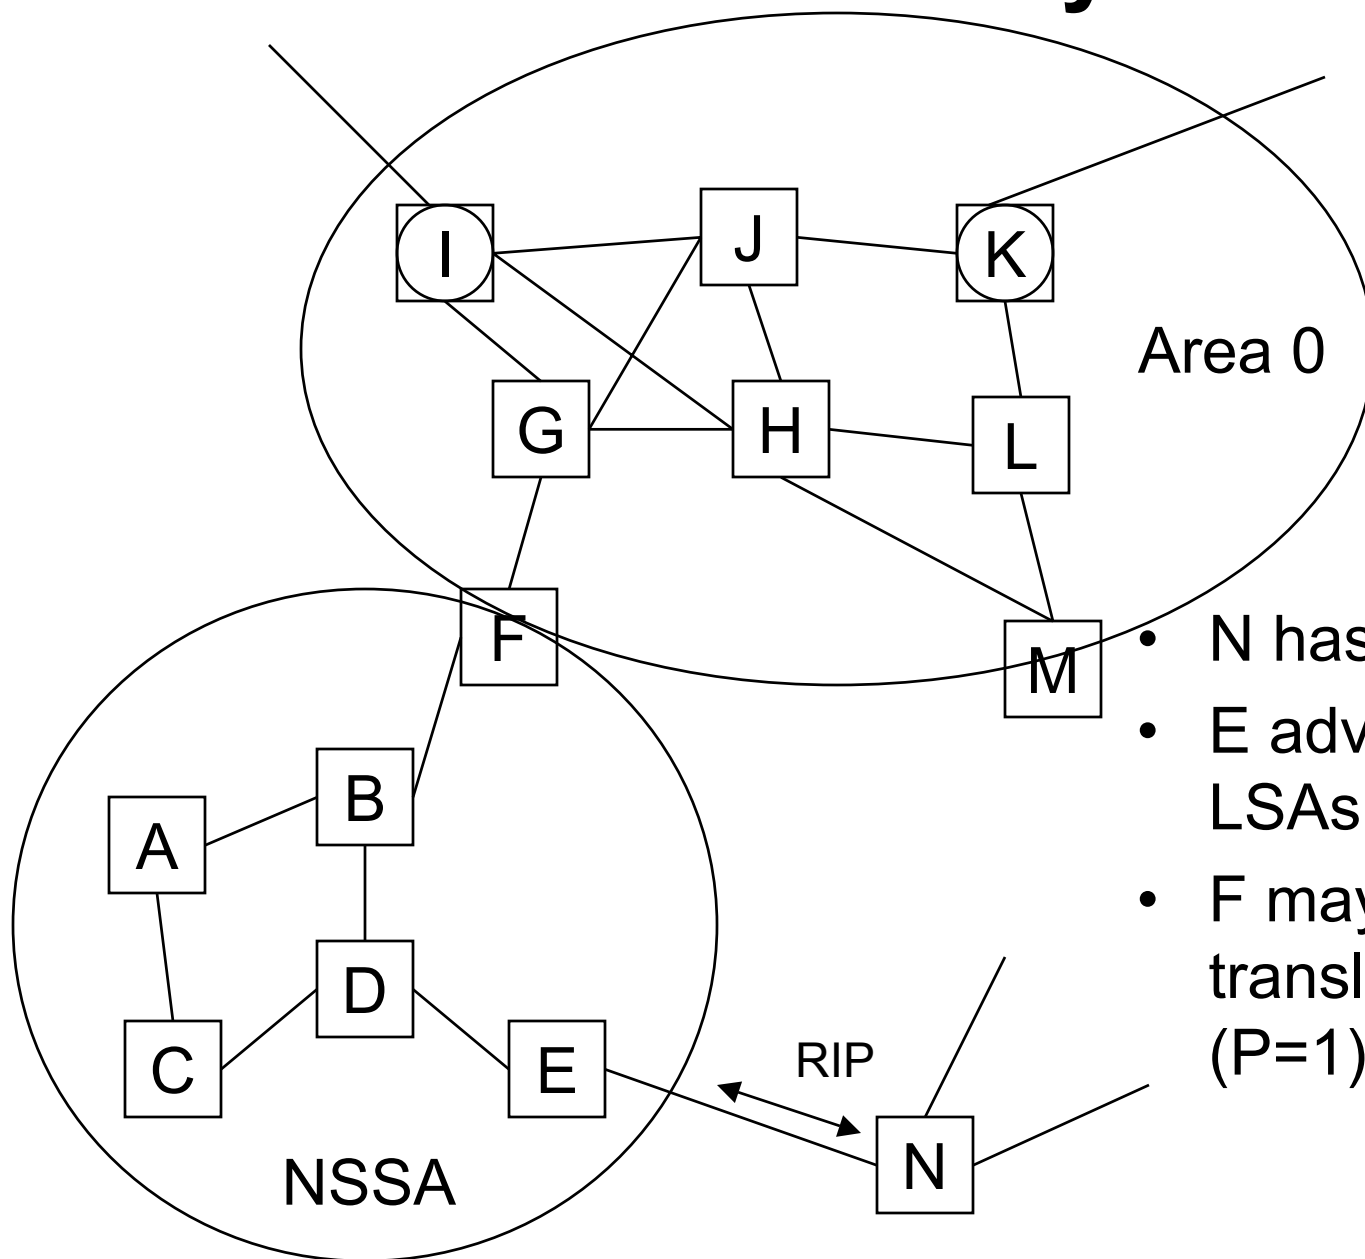 I
J
K
Area 0
G
H
L
F
M
B
A
D
C
E
NSSA
RIP
N
• N has
• E adv
LSAs
• F may
transl
(P=1)